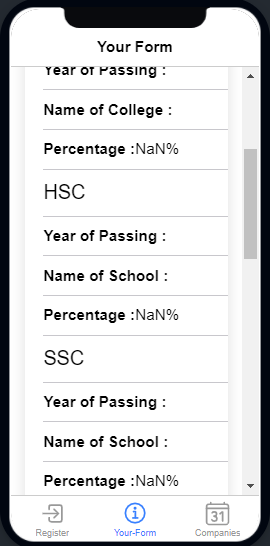 Your Form
Year of Passing :
Name of College :
Percentage :NaN%
HSC
Year of Passing :
Name of School :
Percentage :NaN%
SSC
Year of Passing :
Name of School :
Percentage :NaN%
31
Register Your-Form Companies